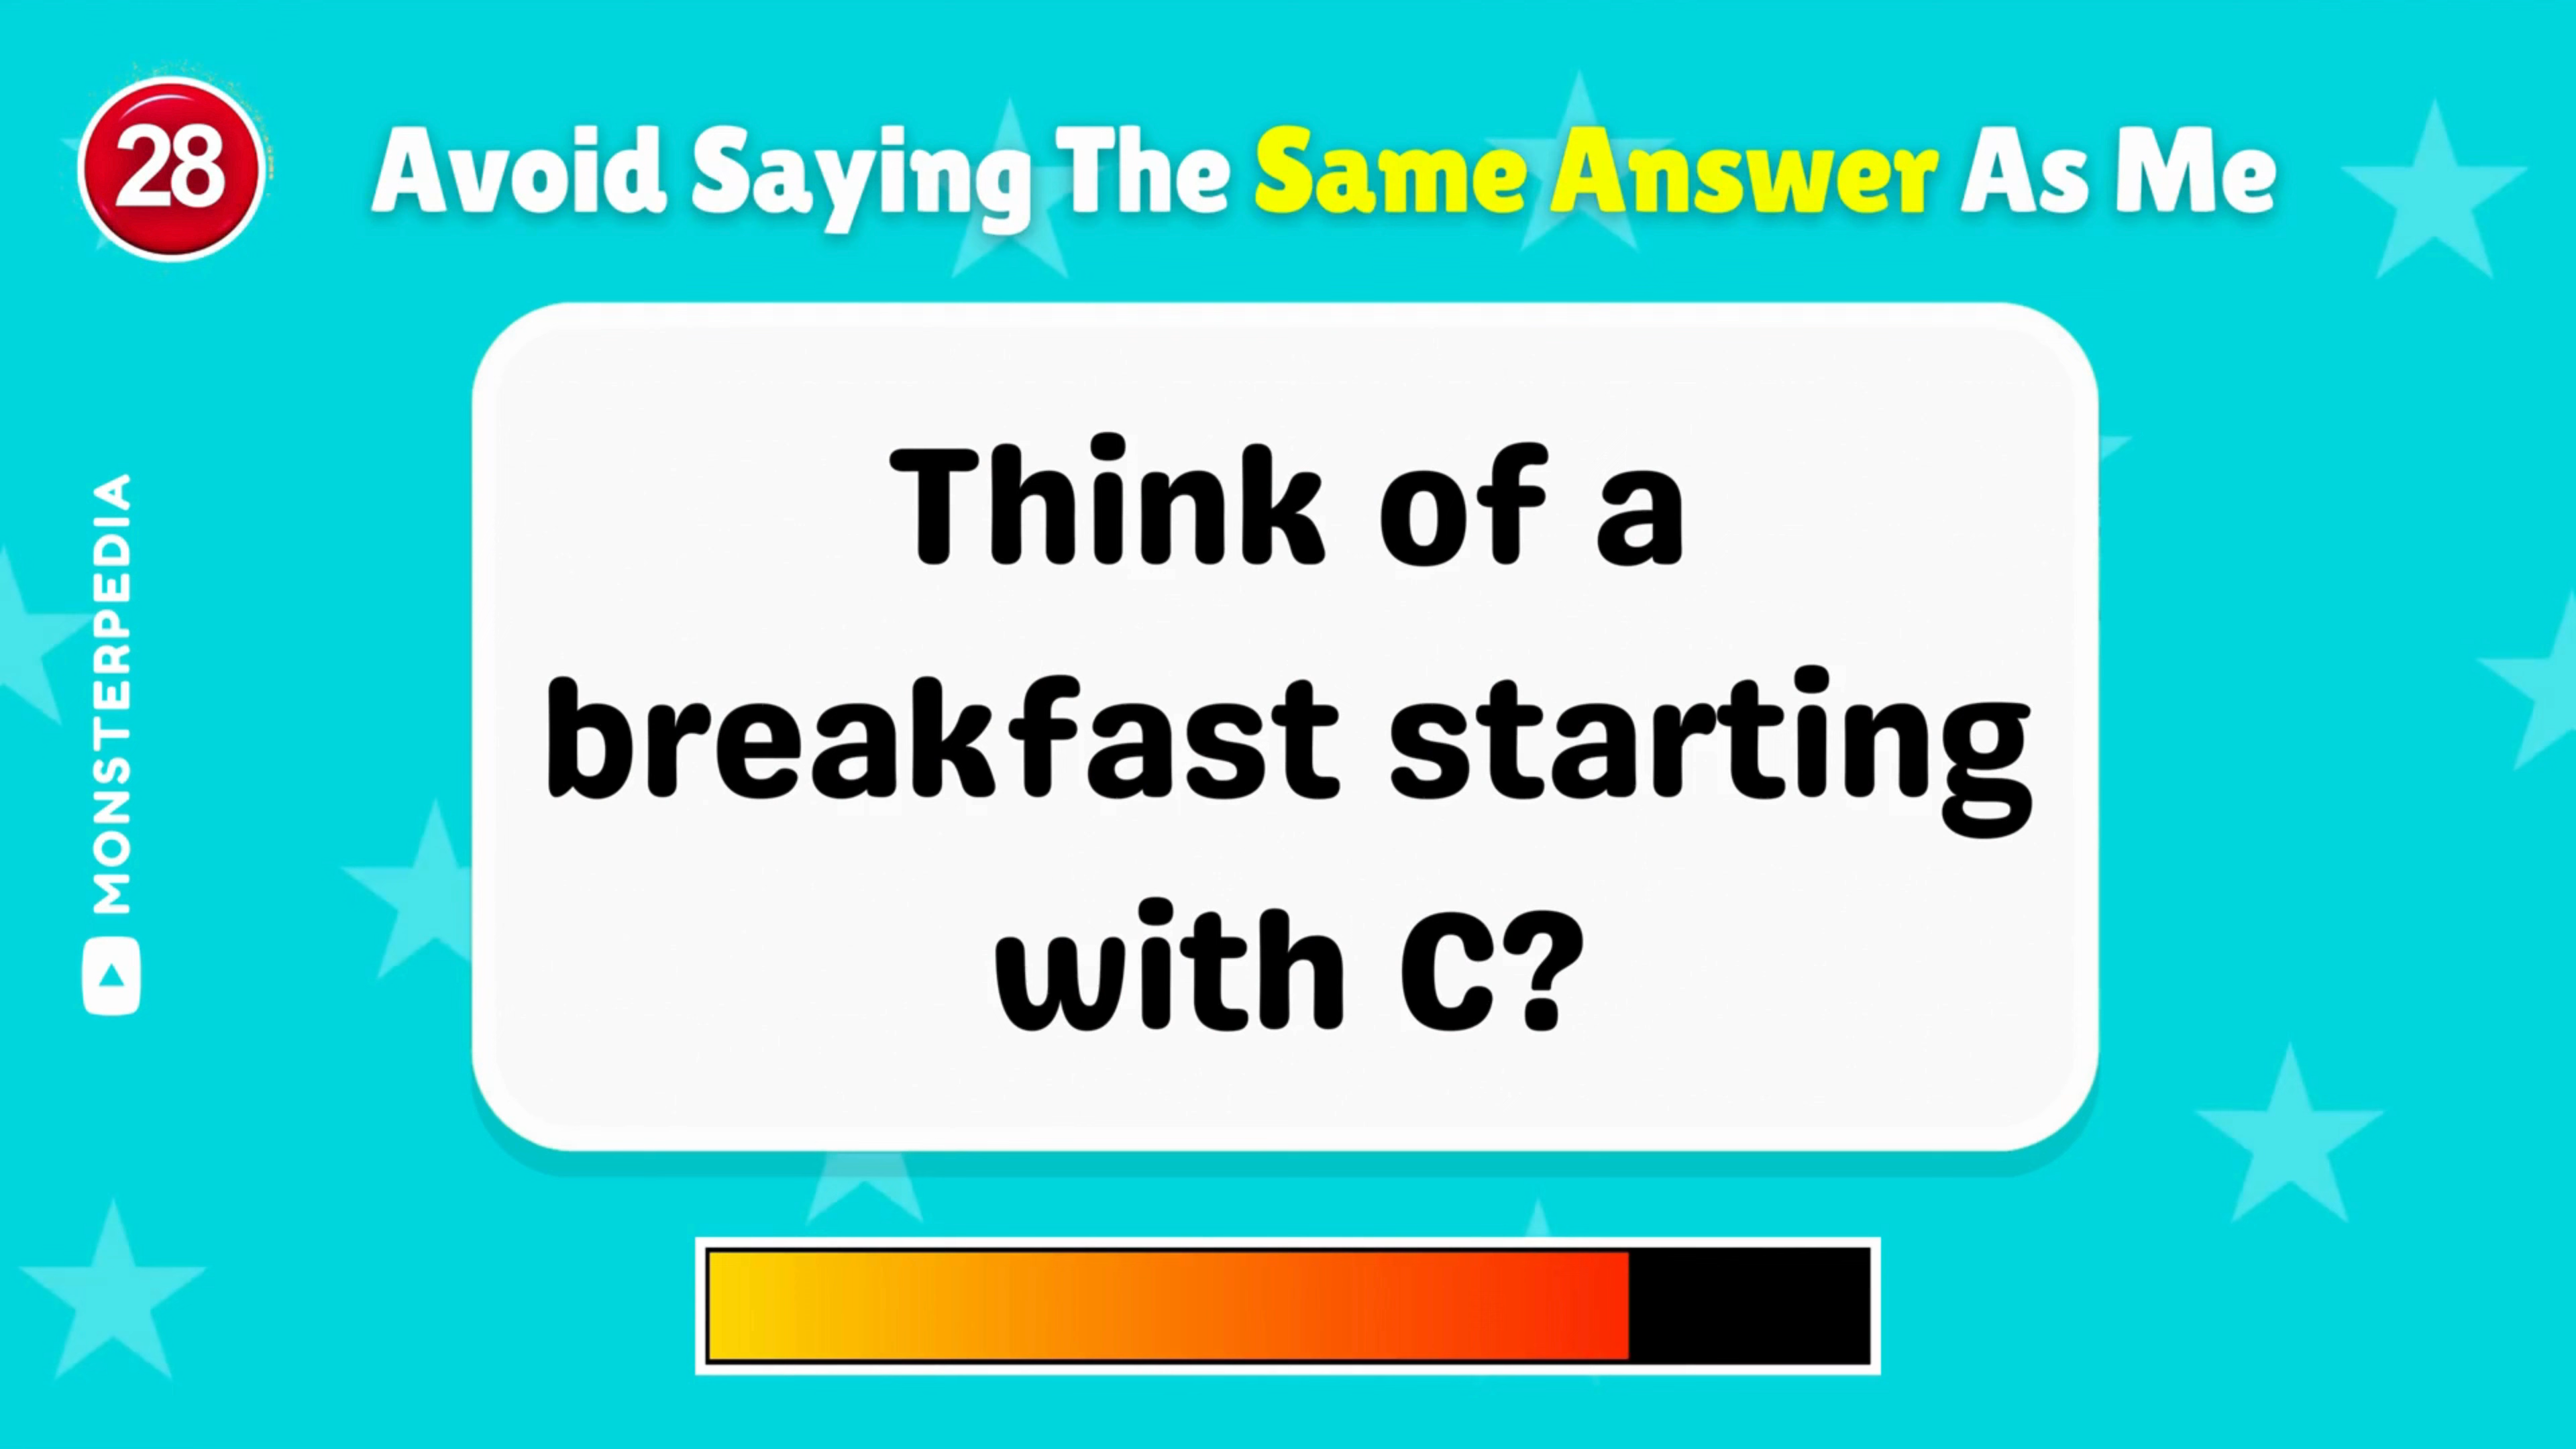 28
Avoid Saying The Same Answer As Me
Think of a
breakfast starting
with C?
MONSTERPEDIA